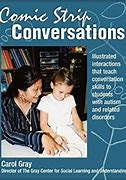 Comic Strip
Conversations
Illustrated
interactions that
teach conversation
skills to
students with
autism and related
disorders
Carol Gray
Director of The Gray Center for Social Learning and Understanding